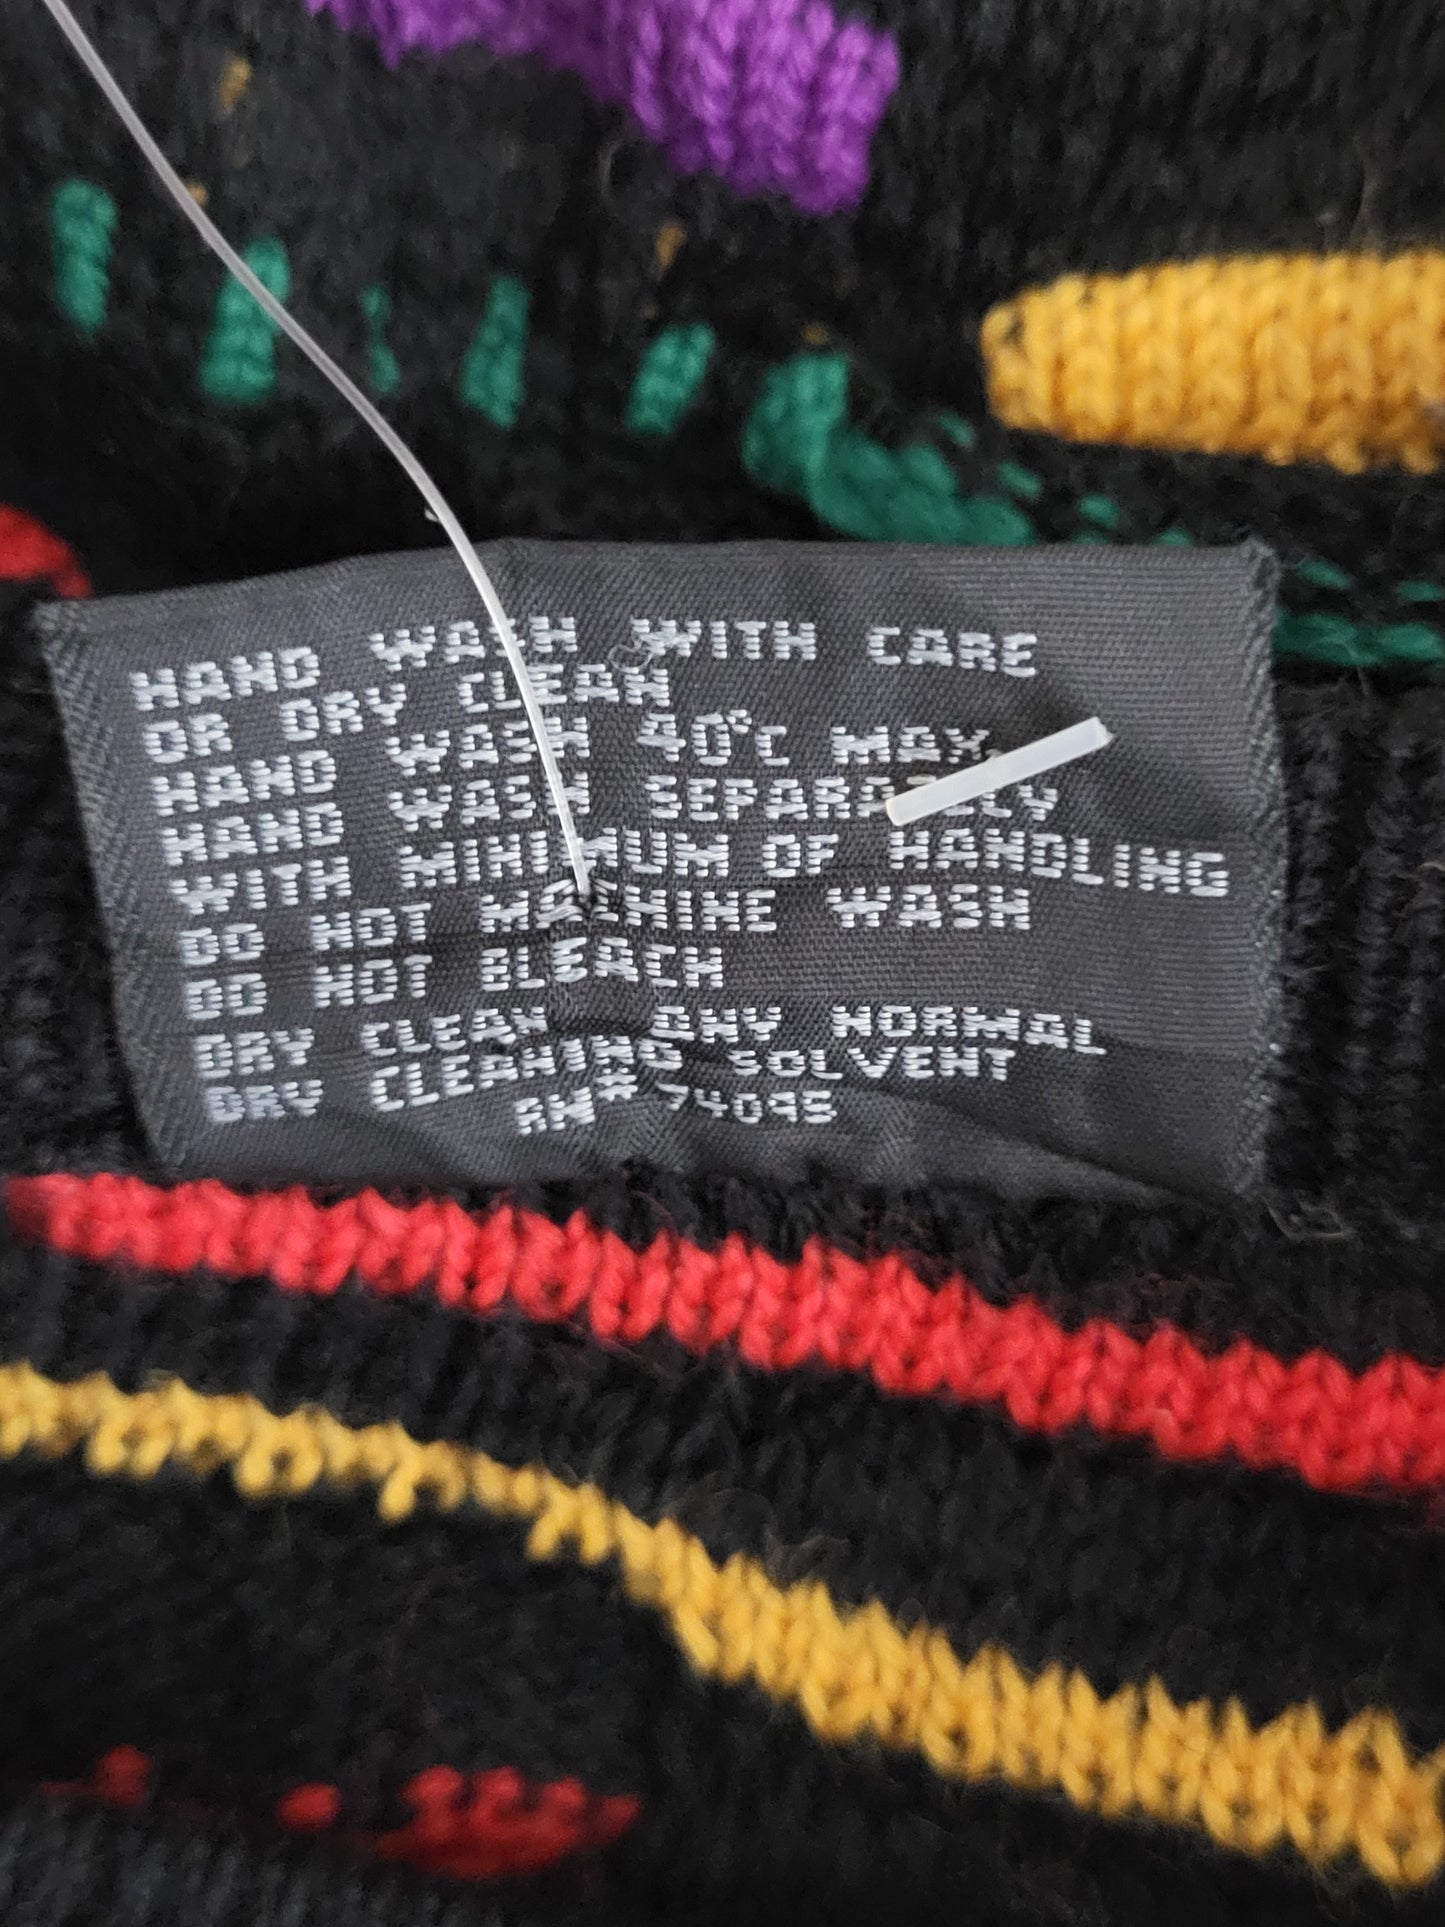 HAND WASH WITH CARE
OR DRY CLEAN
HAND WASH 40°C MAX.
HAND WASH SEPARATELY
WITH MINIMUM OF HANDLING
DO NOT MACHINE WASH
DO NOT BLEACH
DRY CLEAN ANY NORMAL
DRY CLEANING SOLVENT
RN# 74095